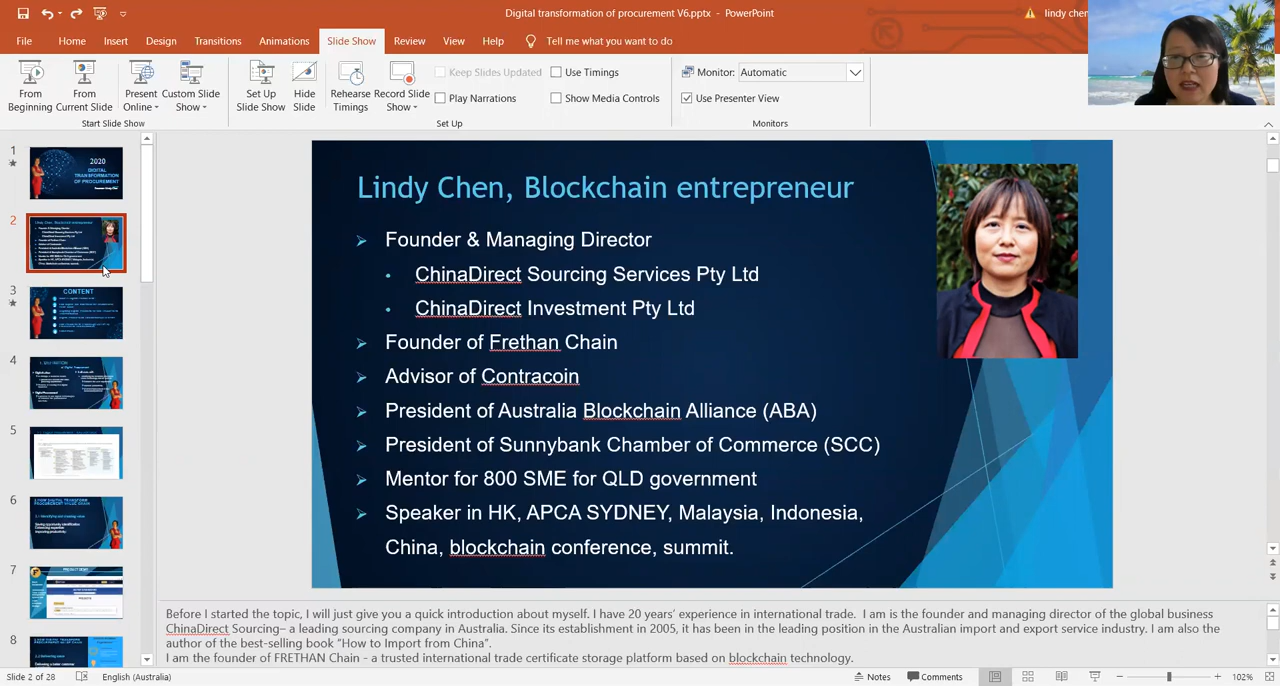 Digital transformation of procurement V6.pptx - PowerPoint
lindy chen
File Home Insert Design Transitions Animations Slide Show Review View Help Tell me what you want to do
From Beginning
From Current Slide
Present Online
Custom Slide Show
Start Slide Show
Set Up Slide Show
Hide Slide
Rehearse Timings
Record Slide Show
Keep Slides Updated
Play Narrations
Use Timings
Show Media Controls
Set Up
Monitor: Automatic
Use Presenter View
Monitors
1
2020
DIGITAL
TRANSFORMATION
OF PROCUREMENT
2
3
CONTENT
4
5
6
7
8
Lindy Chen, Blockchain entrepreneur
Founder & Managing Director
ChinaDirect Sourcing Services Pty Ltd
ChinaDirect Investment Pty Ltd
Founder of Frethan Chain
Advisor of Contracoin
President of Australia Blockchain Alliance (ABA)
President of Sunnybank Chamber of Commerce (SCC)
Mentor for 800 SME for QLD government
Speaker in HK, APCA SYDNEY, Malaysia, Indonesia,
China, blockchain conference, summit.
Before I started the topic, I will just give you a quick introduction about myself. I have 20 years' experience in international trade. I am is the founder and managing director of the global business
ChinaDirect Sourcing– a leading sourcing company in Australia. Since its establishment in 2005, it has been in the leading position in the Australian import and export service industry. I am also the
author of the best-selling book "How to Import from China".
I am the founder of FRETHAN Chain - a trusted international trade certificate storage platform based on blockchain technology.
Slide 2 of 28 English (Australia) Notes Comments 102%